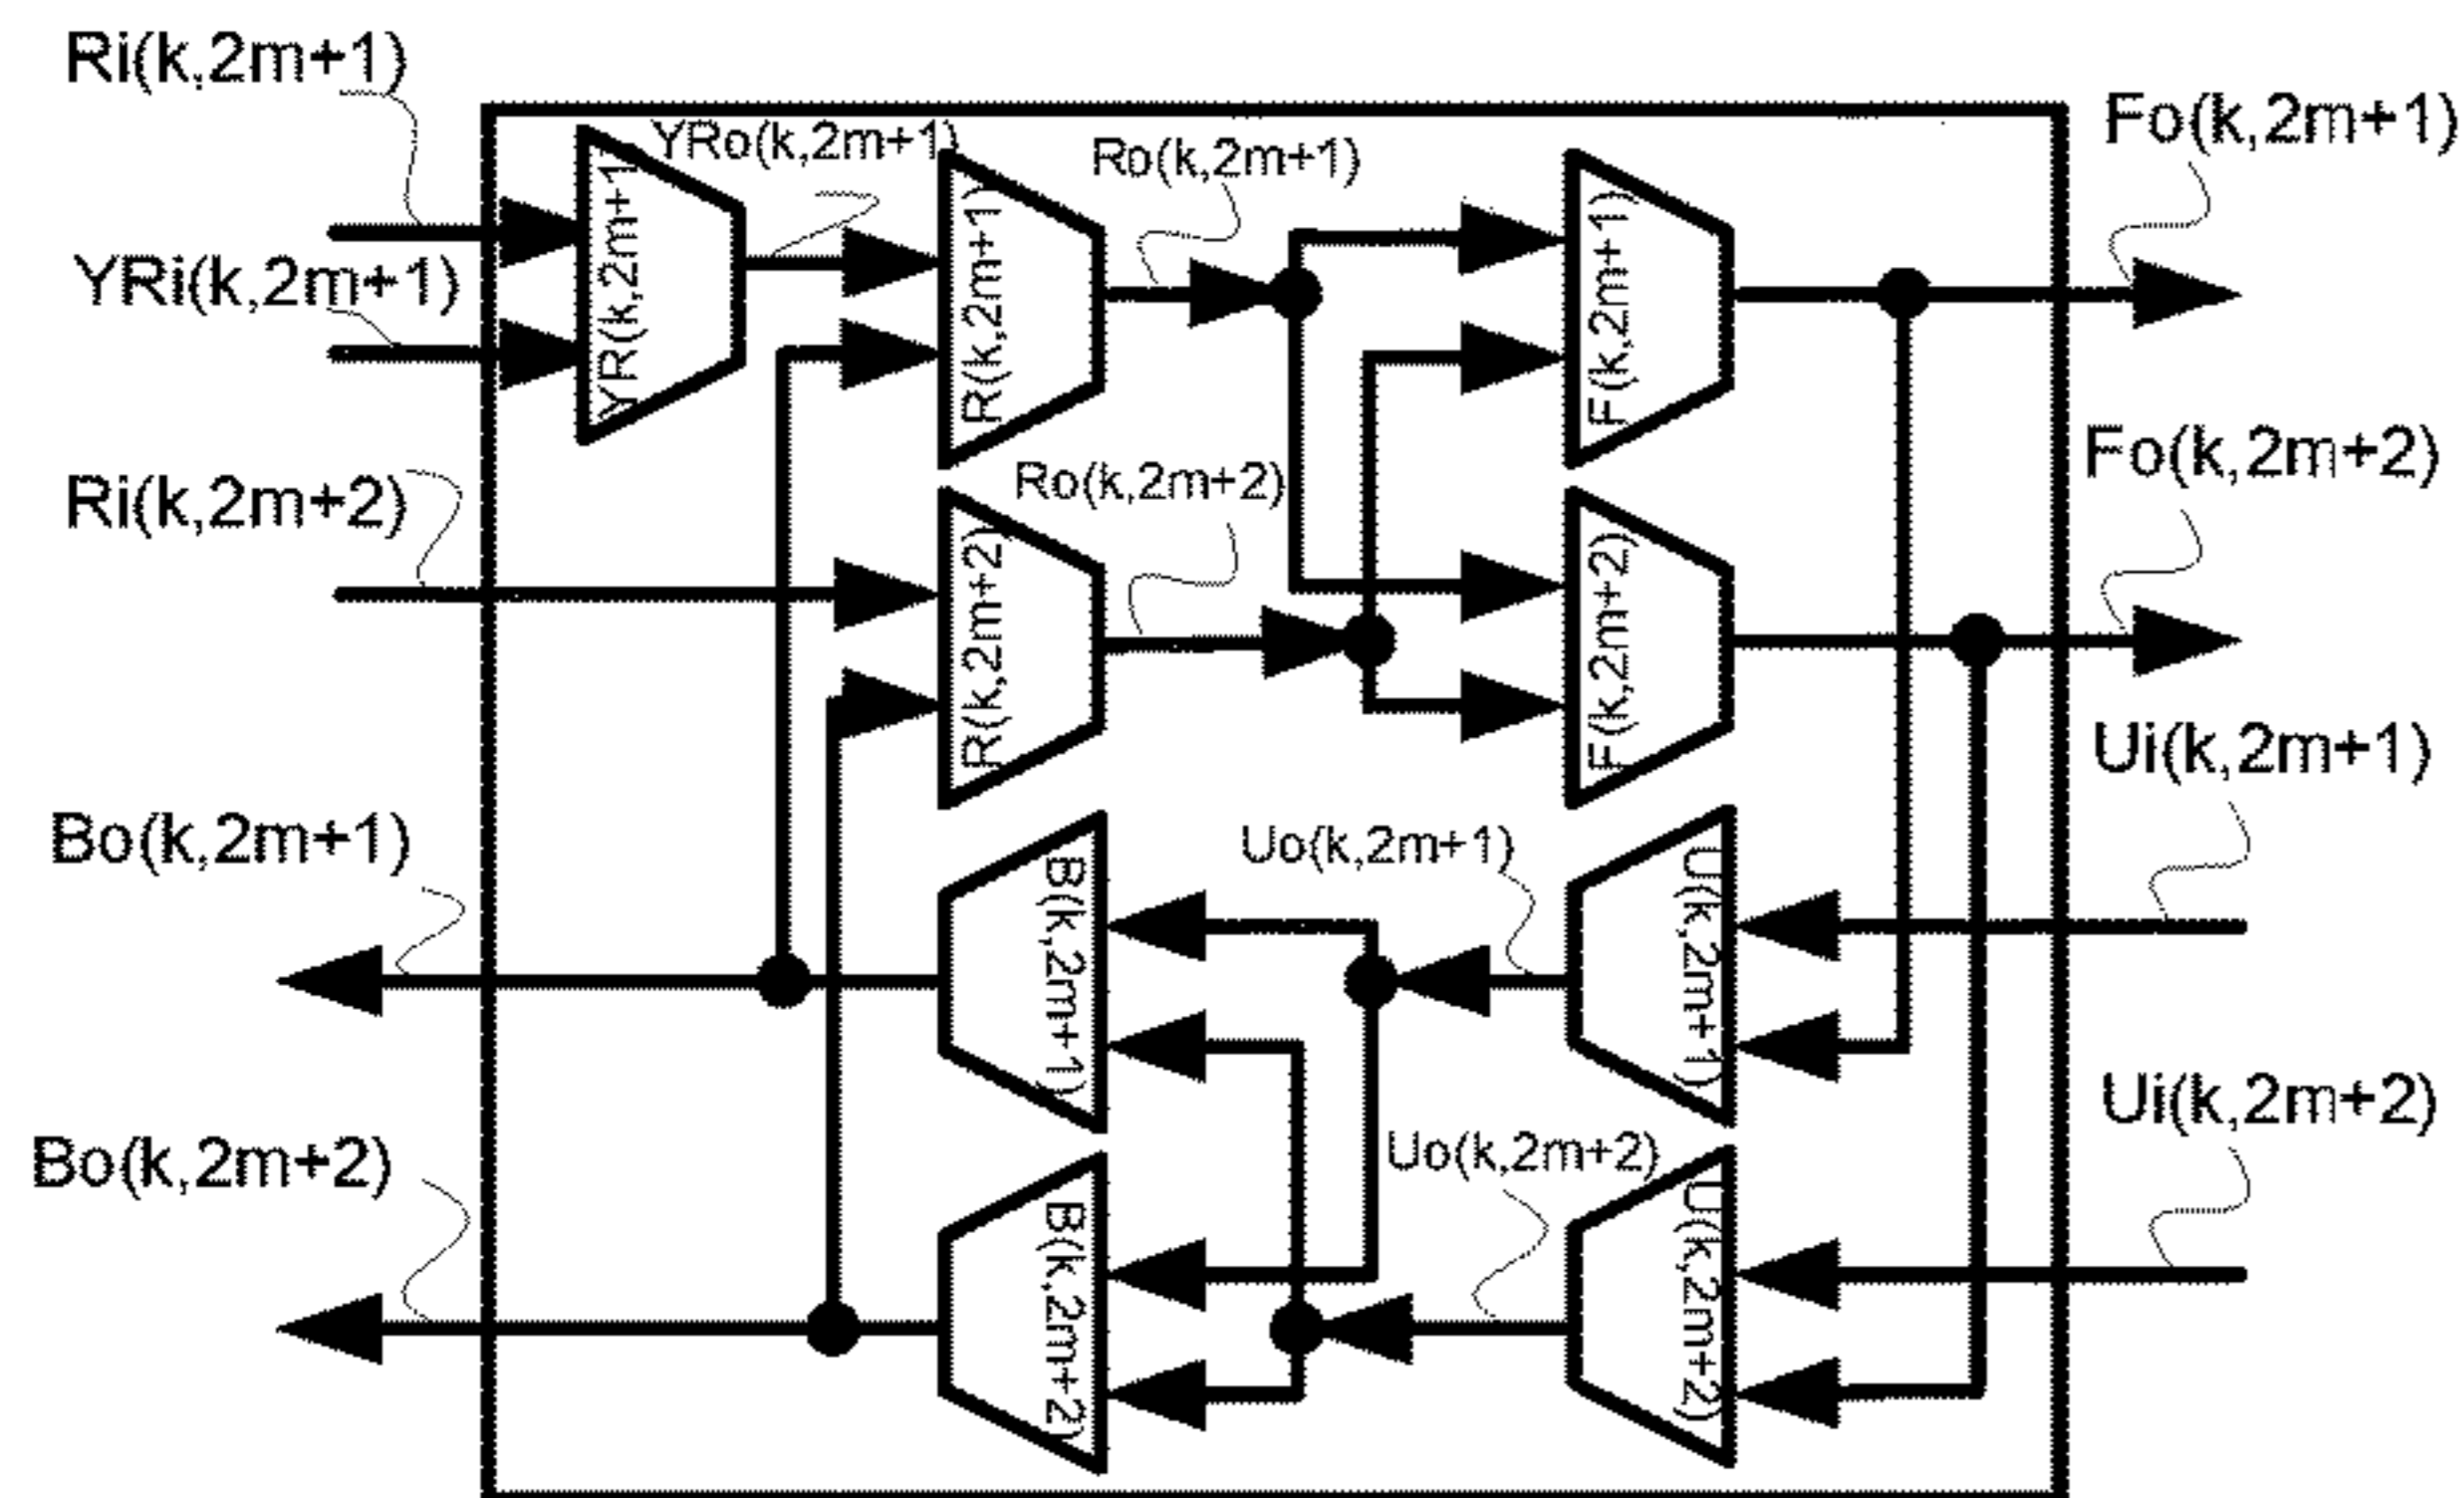 Ri(k,2m+1)
YRo(k,2m+1)
Ro(k,2m+1)
Fo(k,2m+1)
YRi(k,2m+1)
YR(k,2m+1)
R(k,2m+1)
F(k,2m+1)
Ri(k,2m+2)
Ro(k,2m+2)
Fo(k,2m+2)
R(k,2m+2)
F(k,2m+2)
Ui(k,2m+1)
Bo(k,2m+1)
B(k,2m+1)
Uo(k,2m+1)
U(k,2m+1)
Ui(k,2m+2)
Bo(k,2m+2)
B(k,2m+2)
Uo(k,2m+2)
U(k,2m+2)